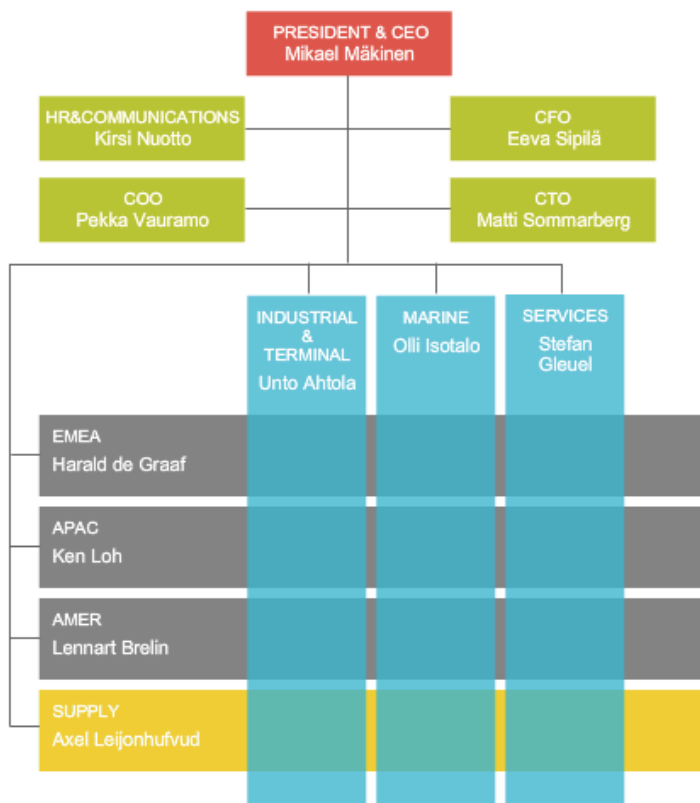 PRESIDENT & CEO
Mikael Mäkinen
HR&COMMUNICATIONS
Kirsi Nuotto
CFO
Eeva Sipilä
COO
Pekka Vauramo
CTO
Matti Sommarberg
INDUSTRIAL
&
TERMINAL
Unto Ahtola
MARINE
Olli Isotalo
SERVICES
Stefan
Gleuel
EMEA
Harald de Graaf
APAC
Ken Loh
AMER
Lennart Brelin
SUPPLY
Axel Leijonhufvud